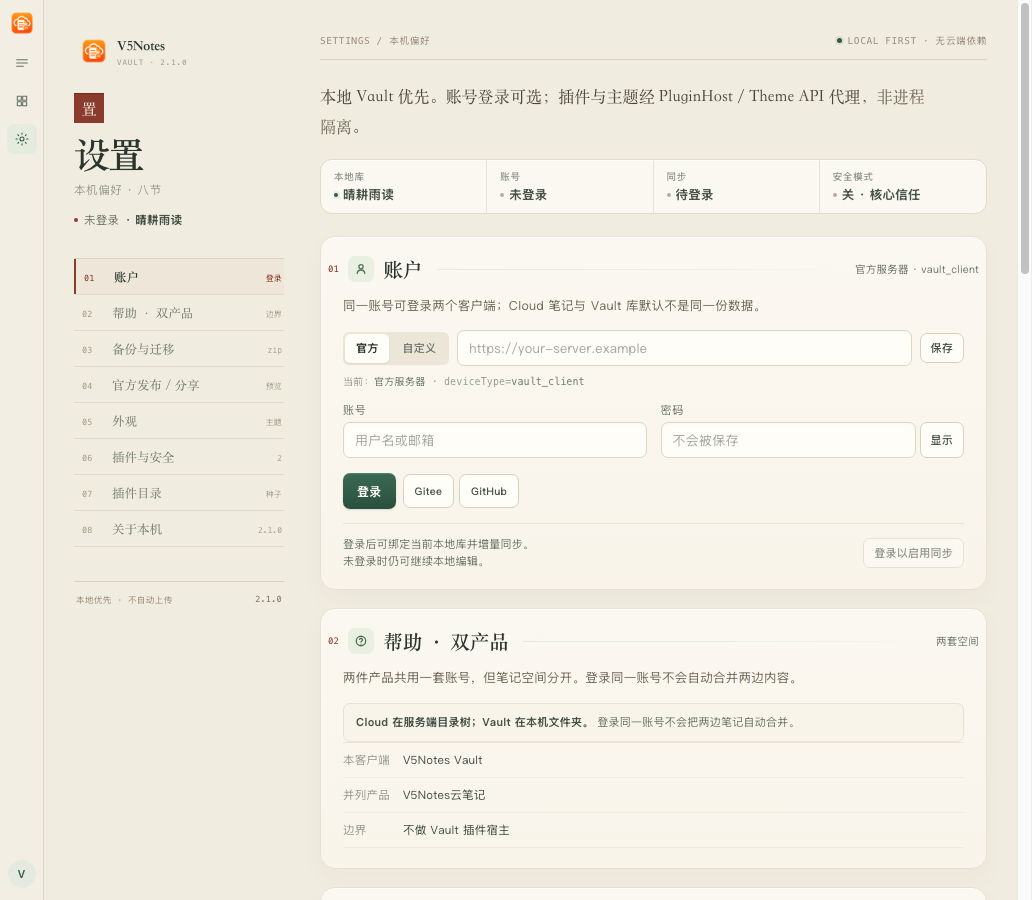 V5Notes
VAULT · 2.1.0
置
设置
本机偏好 · 八节
未登录 · 晴耕雨读
01 账户 登录
02 帮助 · 双产品 边界
03 备份与迁移 zip
04 官方发布 / 分享 预览
05 外观 主题
06 插件与安全 2
07 插件目录 种子
08 关于本机 2.1.0
本地优先 · 不自动上传 2.1.0
V
SETTINGS / 本机偏好
LOCAL FIRST · 无云端依赖
本地 Vault 优先。账号登录可选；插件与主题经 PluginHost / Theme API 代理，非进程
隔离。
本地库
晴耕雨读
账号
未登录
同步
待登录
安全模式
关 · 核心信任
01 账户 官方服务器 · vault_client
同一账号可登录两个客户端；Cloud 笔记与 Vault 库默认不是同一份数据。
官方 自定义 https://your-server.example 保存
当前：官方服务器 · deviceType=vault_client
账号 密码
用户名或邮箱 不会被保存 显示
登录 Gitee GitHub
登录后可绑定当前本地库并增量同步。
未登录时仍可继续本地编辑。
登录以启用同步
02 帮助 · 双产品 两套空间
两件产品共用一套账号，但笔记空间分开。登录同一账号不会自动合并两边内容。
Cloud 在服务端目录树；Vault 在本机文件夹。 登录同一账号不会把两边笔记自动合并。
本客户端 V5Notes Vault
并列产品 V5Notes云笔记
边界 不做 Vault 插件宿主